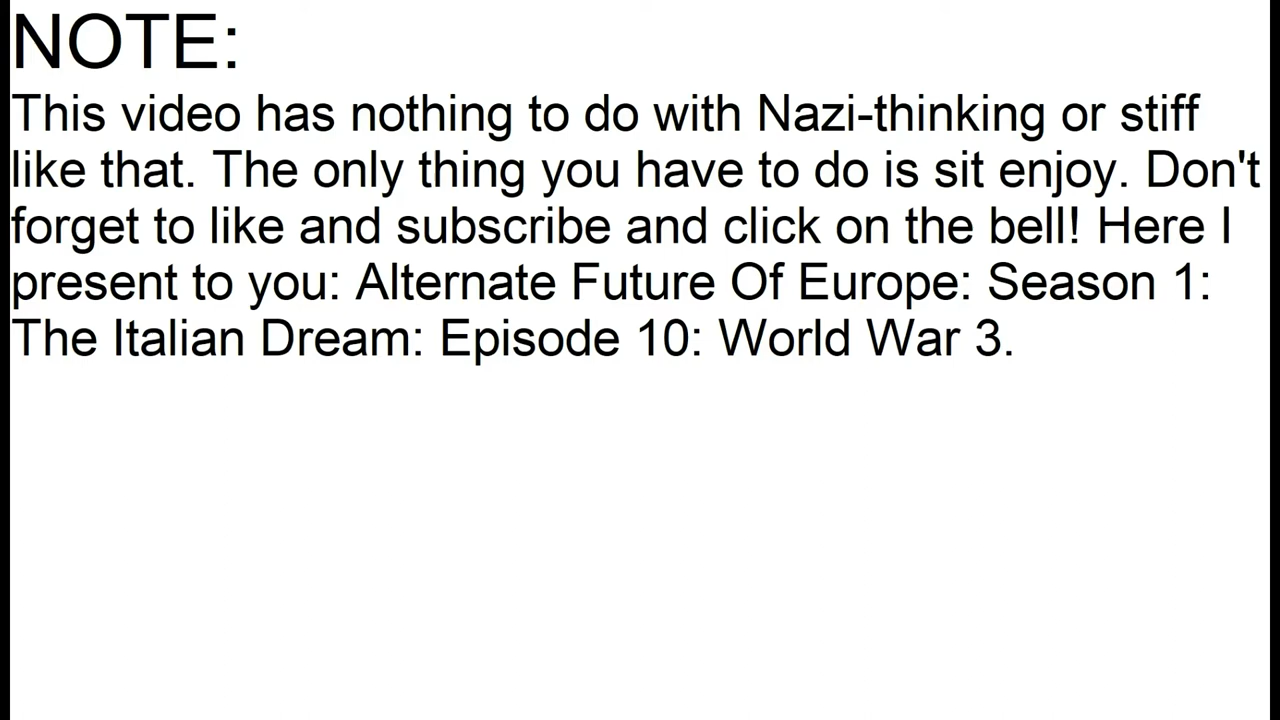 NOTE:
This video has nothing to do with Nazi-thinking or stiff
like that. The only thing you have to do is sit enjoy. Don't
forget to like and subscribe and click on the bell! Here I
present to you: Alternate Future Of Europe: Season 1:
The Italian Dream: Episode 10: World War 3.